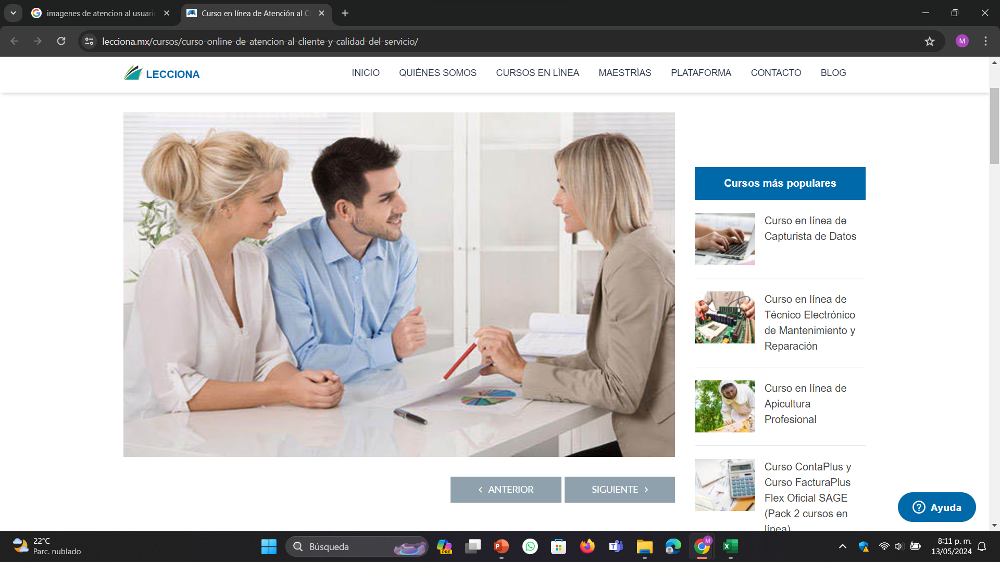 imagenes de atencion al usuari
Curso en línea de Atención al C
lecciona.mx/cursos/curso-online-de-atencion-al-cliente-y-calidad-del-servicio/
M
LECCIONA
INICIO
QUIÉNES SOMOS
CURSOS EN LÍNEA
MAESTRÍAS
PLATAFORMA
CONTACTO
BLOG
Cursos más populares
Curso en línea de
Capturista de Datos
Curso en línea de
Técnico Electrónico
de Mantenimiento y
Reparación
Curso en línea de
Apicultura
Profesional
Curso ContaPlus y
Curso FacturaPlus
Flex Oficial SAGE
(Pack 2 cursos en
línea)
ANTERIOR
SIGUIENTE
Ayuda
22°C
Parc. nublado
Búsqueda
PRE
M
8:11 p. m.
13/05/2024